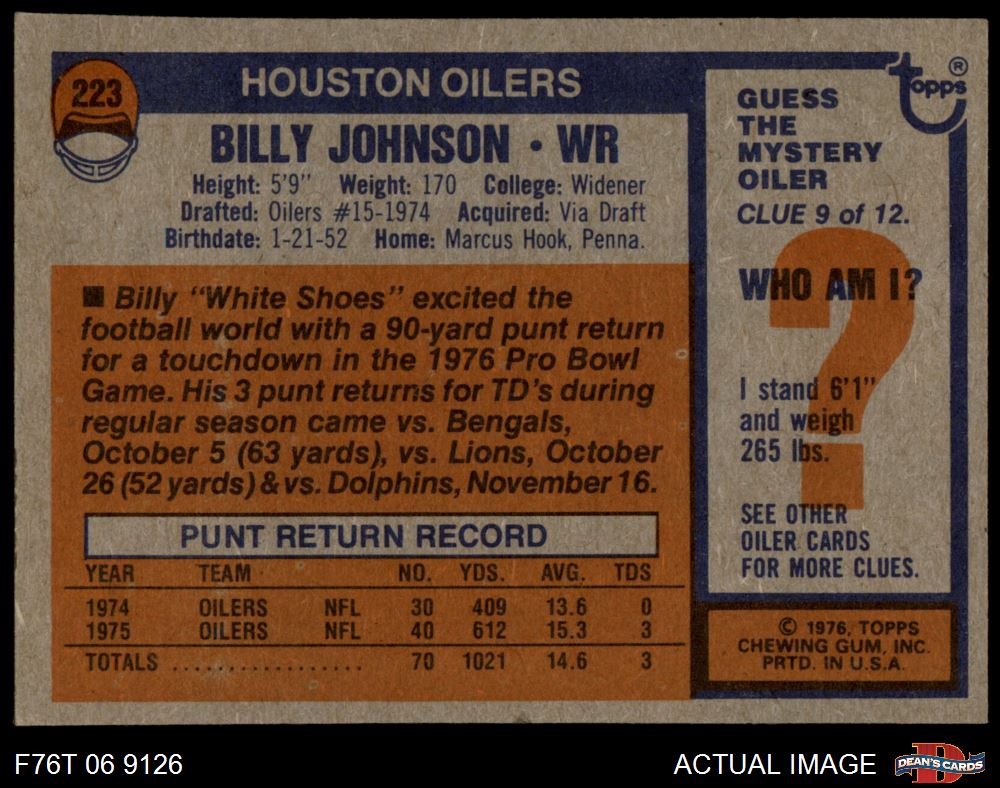 223
HOUSTON OILERS
BILLY JOHNSON • WR
Height: 5'9" Weight: 170 College: Widener
Drafted: Oilers #15-1974 Acquired: Via Draft
Birthdate: 1-21-52 Home: Marcus Hook, Penna.
■ Billy "White Shoes" excited the
football world with a 90-yard punt return
for a touchdown in the 1976 Pro Bowl
Game. His 3 punt returns for TD's during
regular season came vs. Bengals,
October 5 (63 yards), vs. Lions, October
26 (52 yards) & vs. Dolphins, November 16.
PUNT RETURN RECORD
YEAR TEAM NO. YDS. AVG. TDS
1974 OILERS NFL 30 409 13.6 0
1975 OILERS NFL 40 612 15.3 3
TOTALS .................. 70 1021 14.6 3
topps ®
GUESS
THE
MYSTERY
OILER
CLUE 9 of 12.
?
WHO AM I?
I stand 6'1"
and weigh
265 lbs.
SEE OTHER
OILER CARDS
FOR MORE CLUES.
© 1976, TOPPS
CHEWING GUM, INC.
PRTD. IN U.S.A.
F76T 06 9126
ACTUAL IMAGE
DEAN'S CARDS